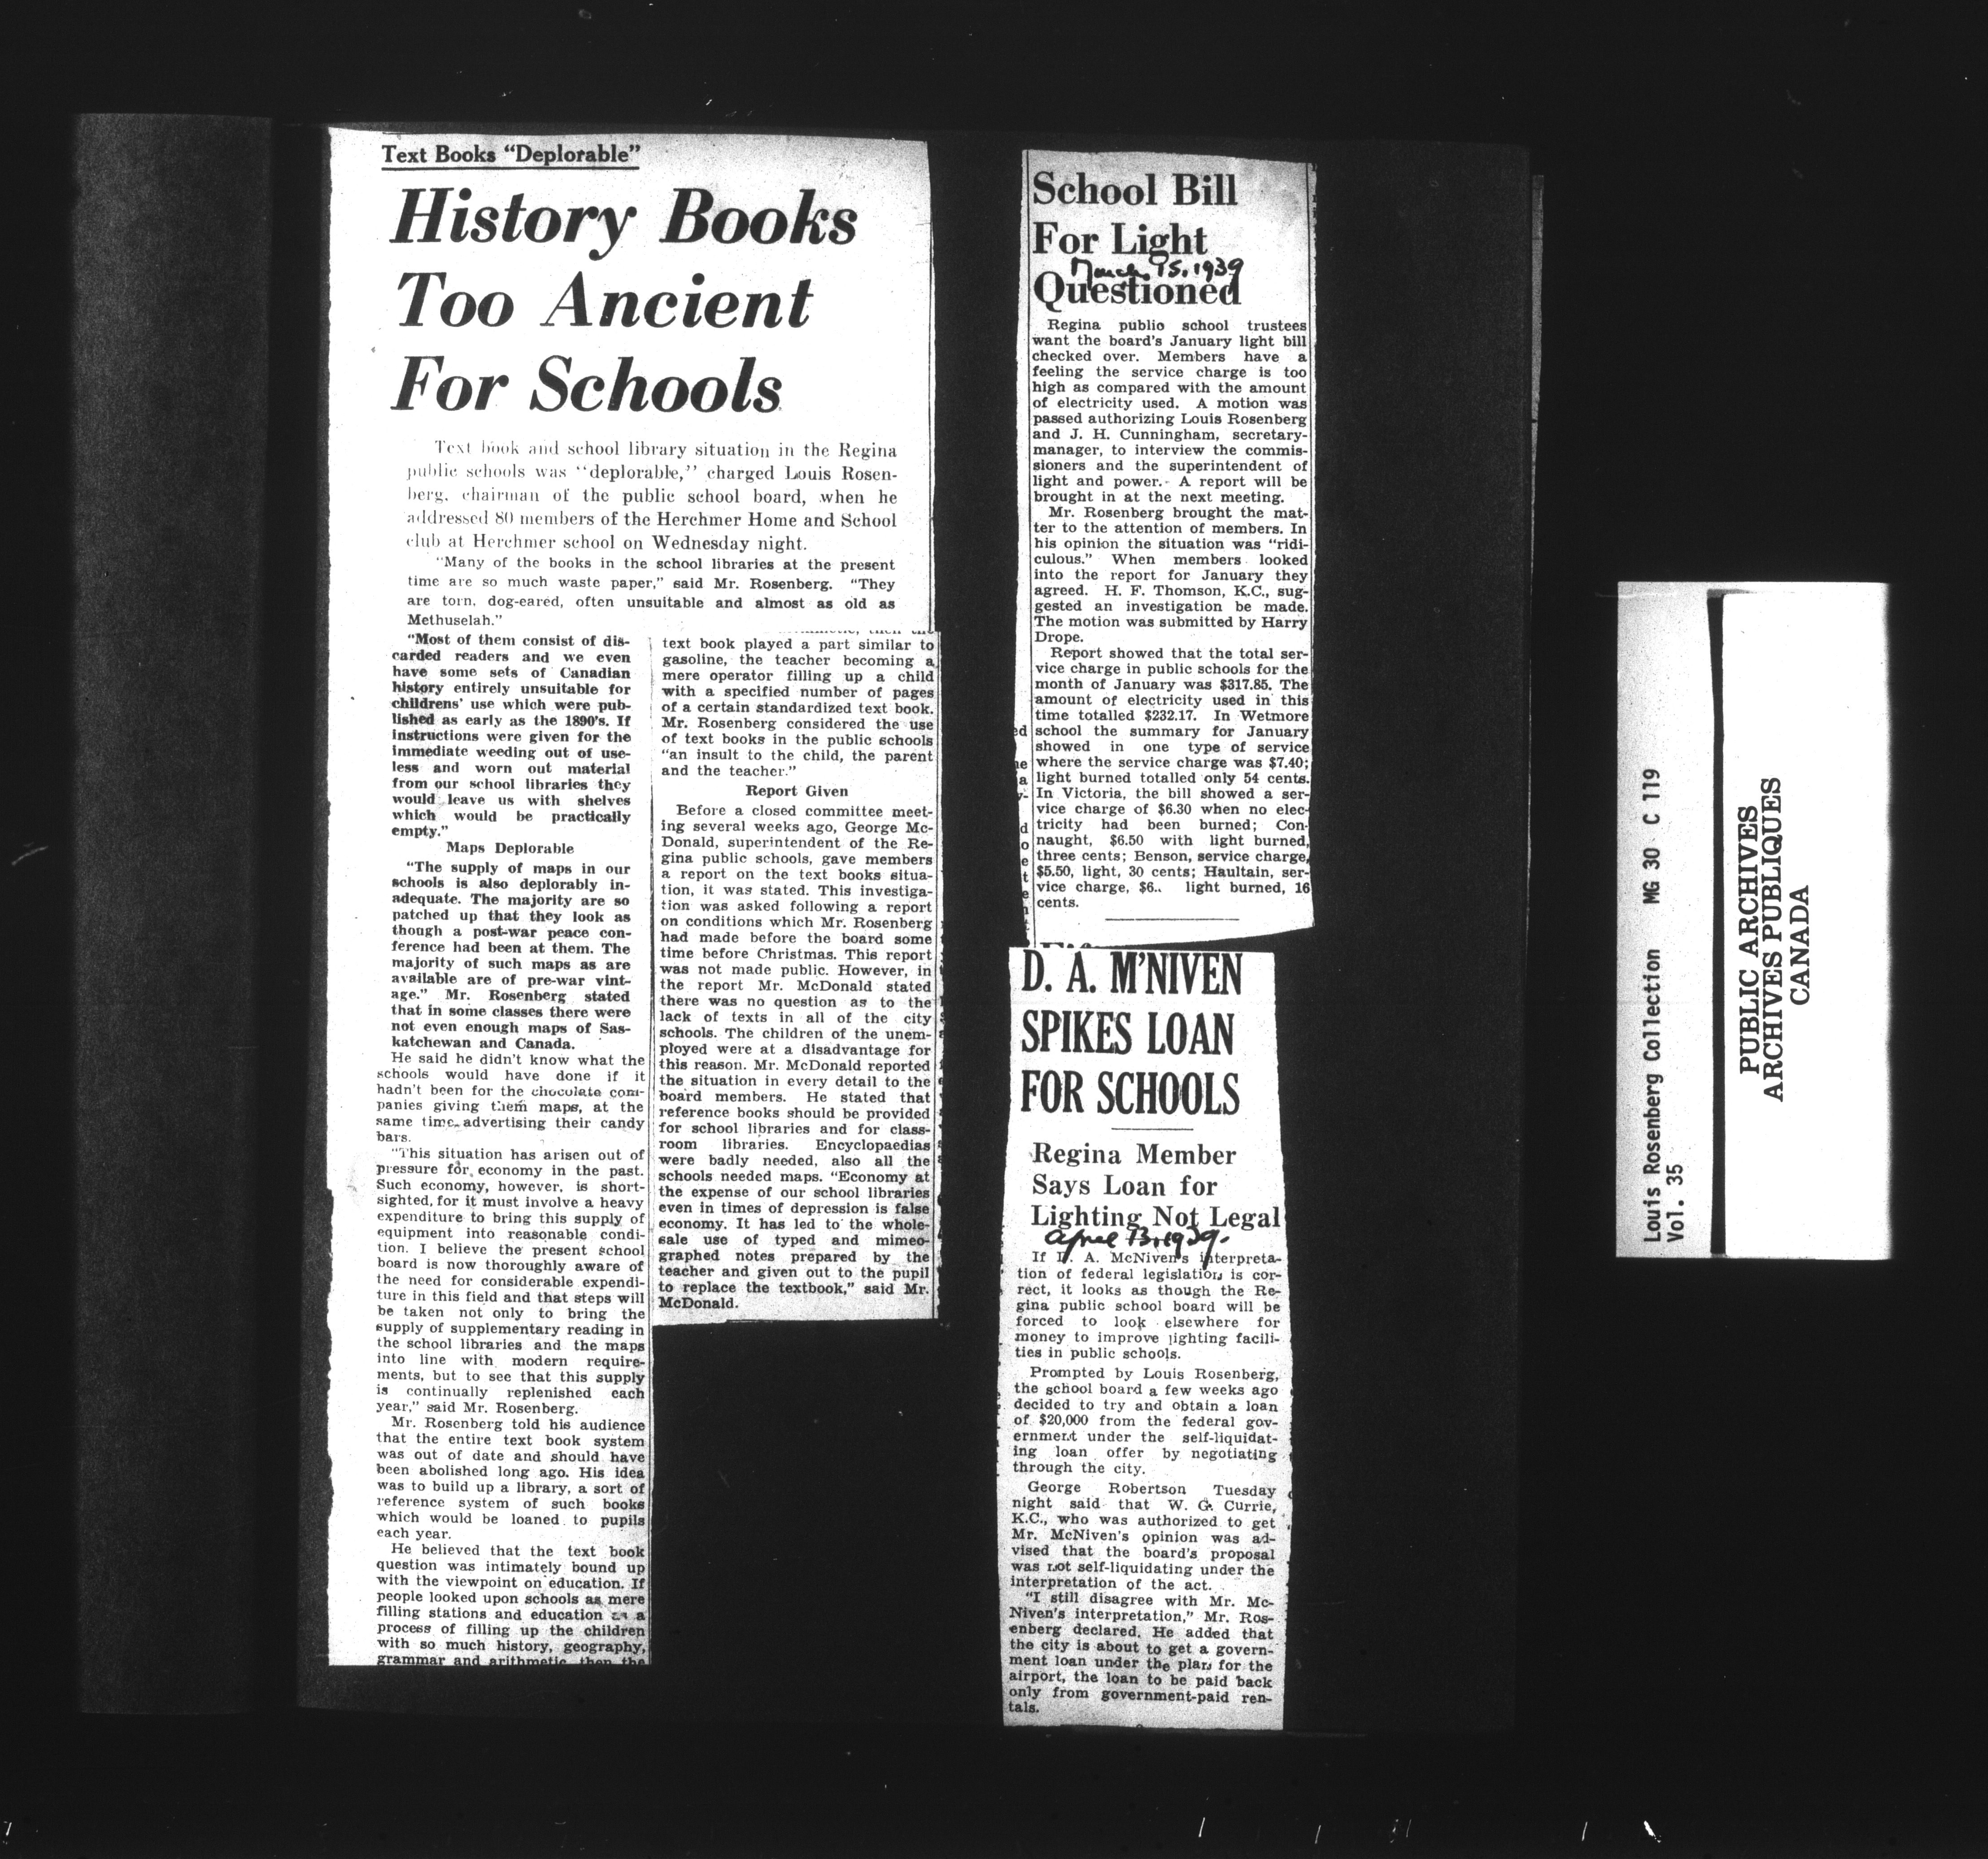 Text Books "Deplorable"
History Books
Too Ancient
For Schools
Text book and school library situation in the Regina
public schools was "deplorable," charged Louis Rosen-
berg, chairman of the public school board, when he
addressed 80 members of the Herchmer Home and School
club at Herchmer school on Wednesday night.
"Many of the books in the school libraries at the present
time are so much waste paper," said Mr. Rosenberg. "They
are torn, dog-eared, often unsuitable and almost as old as
Methuselah."
"Most of them consist of dis-
carded readers and we even
have some sets of Canadian
history entirely unsuitable for
childrens' use which were pub-
lished as early as the 1890's. If
instructions were given for the
immediate weeding out of use-
less and worn out material
from our school libraries they
would leave us with shelves
which would be practically
empty."
Maps Deplorable
"The supply of maps in our
schools is also deplorably in-
adequate. The majority are so
patched up that they look as
though a post-war peace con-
ference had been at them. The
majority of such maps as are
available are of pre-war vint-
age." Mr. Rosenberg stated
that in some classes there were
not even enough maps of Sas-
katchewan and Canada.
He said he didn't know what the
schools would have done if it
hadn't been for the chocolate com-
panies giving them maps, at the
same time advertising their candy
bars.
"This situation has arisen out of
pressure for economy in the past.
Such economy, however, is short-
sighted, for it must involve a heavy
expenditure to bring this supply of
equipment into reasonable condi-
tion. I believe the present school
board is now thoroughly aware of
the need for considerable expendi-
ture in this field and that steps will
be taken not only to bring the
supply of supplementary reading in
the school libraries and the maps
into line with modern require-
ments, but to see that this supply
is continually replenished each
year," said Mr. Rosenberg.
Mr. Rosenberg told his audience
that the entire text book system
was out of date and should have
been abolished long ago. His idea
was to build up a library, a sort of
reference system of such books
which would be loaned to pupils
each year.
He believed that the text book
question was intimately bound up
with the viewpoint on education. If
people looked upon schools as mere
filling stations and education as a
process of filling up the children
with so much history, geography,
grammar and arithmetic, then the
text book played a part similar to
gasoline, the teacher becoming a
mere operator filling up a child
with a specified number of pages
of a certain standardized text book.
Mr. Rosenberg considered the use
of text books in the public schools
"an insult to the child, the parent
and the teacher."
Report Given
Before a closed committee meet-
ing several weeks ago, George Mc-
Donald, superintendent of the Re-
gina public schools, gave members
a report on the text books situa-
tion, it was stated. This investiga-
tion was asked following a report
on conditions which Mr. Rosenberg
had made before the board some
time before Christmas. This report
was not made public. However, in
the report Mr. McDonald stated
there was no question as to the
lack of texts in all of the city
schools. The children of the unem-
ployed were at a disadvantage for
this reason. Mr. McDonald reported
the situation in every detail to the
board members. He stated that
reference books should be provided
for school libraries and for class-
room libraries. Encyclopaedias
were badly needed, also all the
schools needed maps. "Economy at
the expense of our school libraries
even in times of depression is false
economy. It has led to the whole-
sale use of typed and mimeo-
graphed notes prepared by the
teacher and given out to the pupil
to replace the textbook," said Mr.
McDonald.
School Bill
For Light
March 15, 1939
Questioned
Regina public school trustees
want the board's January light bill
checked over. Members have a
feeling the service charge is too
high as compared with the amount
of electricity used. A motion was
passed authorizing Louis Rosenberg
and J. H. Cunningham, secretary-
manager, to interview the commis-
sioners and the superintendent of
light and power. A report will be
brought in at the next meeting.
Mr. Rosenberg brought the mat-
ter to the attention of members. In
his opinion the situation was "ridi-
culous." When members looked
into the report for January they
agreed. H. F. Thomson, K.C., sug-
gested an investigation be made.
The motion was submitted by Harry
Drope.
Report showed that the total ser-
vice charge in public schools for the
month of January was $317.85. The
amount of electricity used in this
time totalled $232.17. In Wetmore
school the summary for January
showed in one type of service
where the service charge was $7.40;
light burned totalled only 54 cents.
In Victoria, the bill showed a ser-
vice charge of $6.30 when no elec-
tricity had been burned; Con-
naught, $6.50 with light burned,
three cents; Benson, service charge,
$5.50, light, 30 cents; Haultain, ser-
vice charge, $6.. light burned, 16
cents.
D. A. M'NIVEN
SPIKES LOAN
FOR SCHOOLS
Regina Member
Says Loan for
Lighting Not Legal
April 13, 1939.
If D. A. McNiven's interpreta-
tion of federal legislation is cor-
rect, it looks as though the Re-
gina public school board will be
forced to look elsewhere for
money to improve lighting facili-
ties in public schools.
Prompted by Louis Rosenberg,
the school board a few weeks ago
decided to try and obtain a loan
of $20,000 from the federal gov-
ernment under the self-liquidat-
ing loan offer by negotiating
through the city.
George Robertson Tuesday
night said that W. G. Currie,
K.C., who was authorized to get
Mr. McNiven's opinion was ad-
vised that the board's proposal
was not self-liquidating under the
interpretation of the act.
"I still disagree with Mr. Mc-
Niven's interpretation," Mr. Ros-
enberg declared. He added that
the city is about to get a govern-
ment loan under the plan for the
airport, the loan to be paid back
only from government-paid ren-
tals.
Louis Rosenberg Collection MG 30 C 119
Vol. 35
PUBLIC ARCHIVES
ARCHIVES PUBLIQUES
CANADA